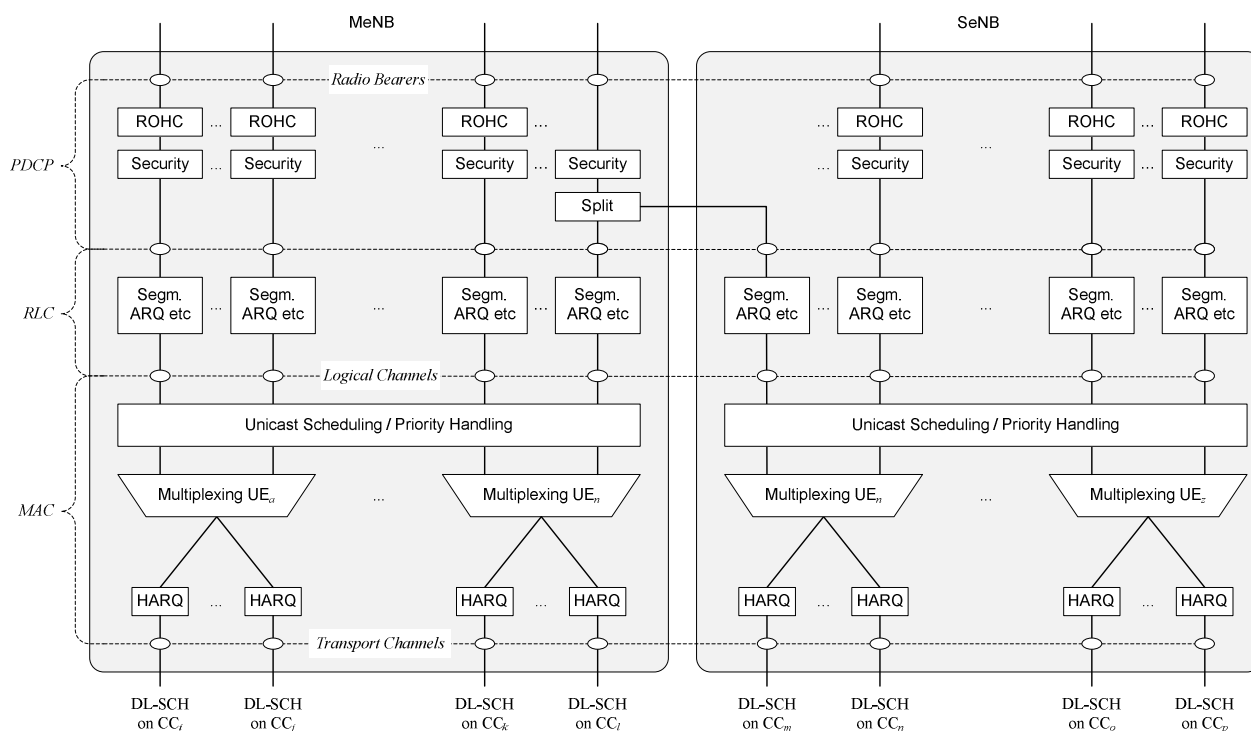 MeNB SeNB
Radio Bearers
ROHC ... ROHC ROHC ... ... ROHC ROHC ... ROHC
... ...
PDCP
Security ... Security Security ... Security ... Security Security ... Security
Split
Segm. Segm. Segm. Segm. Segm. Segm. Segm. Segm.
ARQ etc ... ARQ etc ... ARQ etc ... ARQ etc ARQ etc ... ARQ etc ... ARQ etc ... ARQ etc
RLC
Logical Channels
Unicast Scheduling / Priority Handling Unicast Scheduling / Priority Handling
Multiplexing UEa ... Multiplexing UEn Multiplexing UEn ... Multiplexing UEz
MAC
HARQ ... HARQ HARQ ... HARQ HARQ ... HARQ HARQ ... HARQ
Transport Channels
DL-SCH DL-SCH DL-SCH DL-SCH DL-SCH DL-SCH DL-SCH DL-SCH
on CCi on CCj on CCk on CCl on CCm on CCn on CCo on CCp